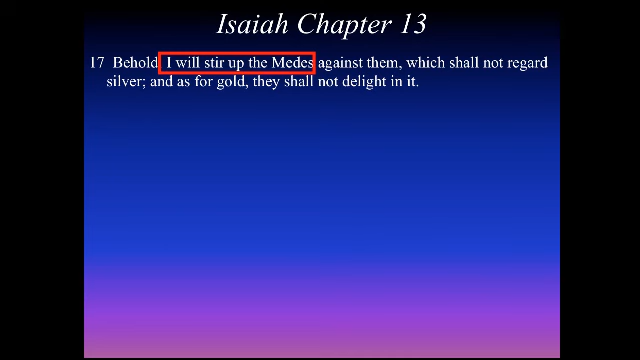 Isaiah Chapter 13
17 Behold, I will stir up the Medes against them, which shall not regard
silver; and as for gold, they shall not delight in it.